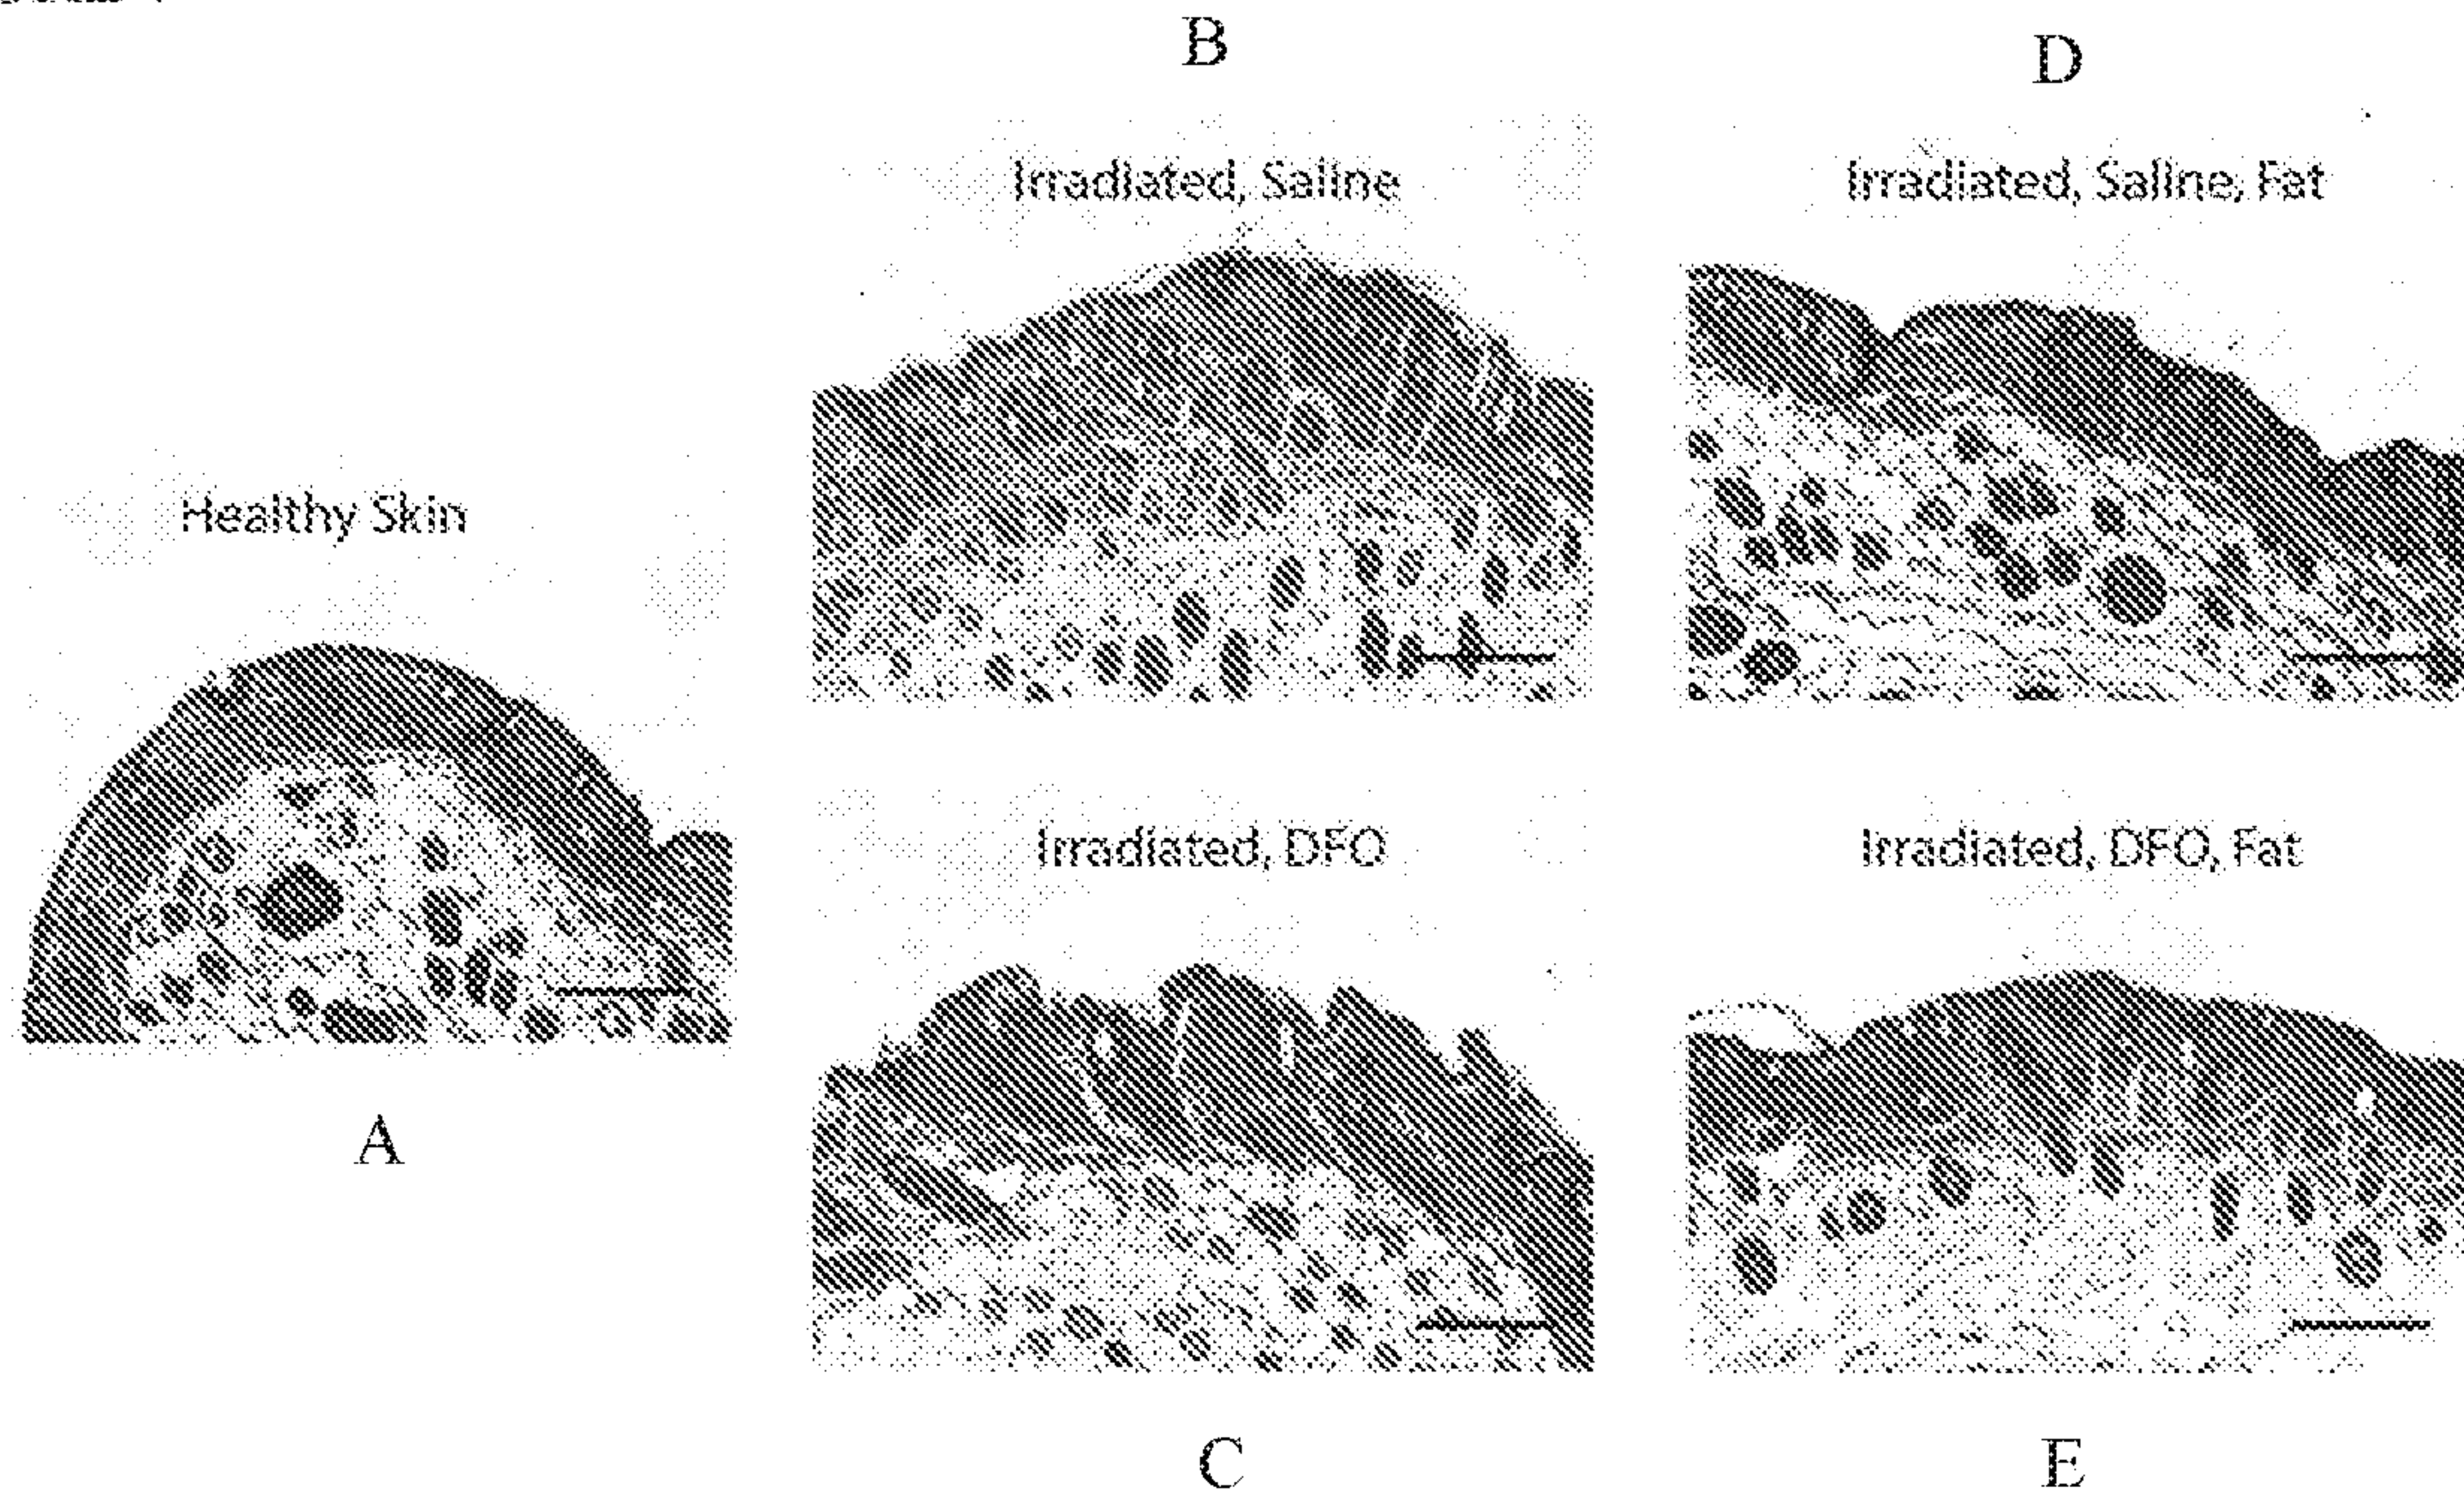 B
D
Irradiated, Saline
Irradiated, Saline, Fat
Healthy Skin
Irradiated, DFO
Irradiated, DFO, Fat
A
C
E